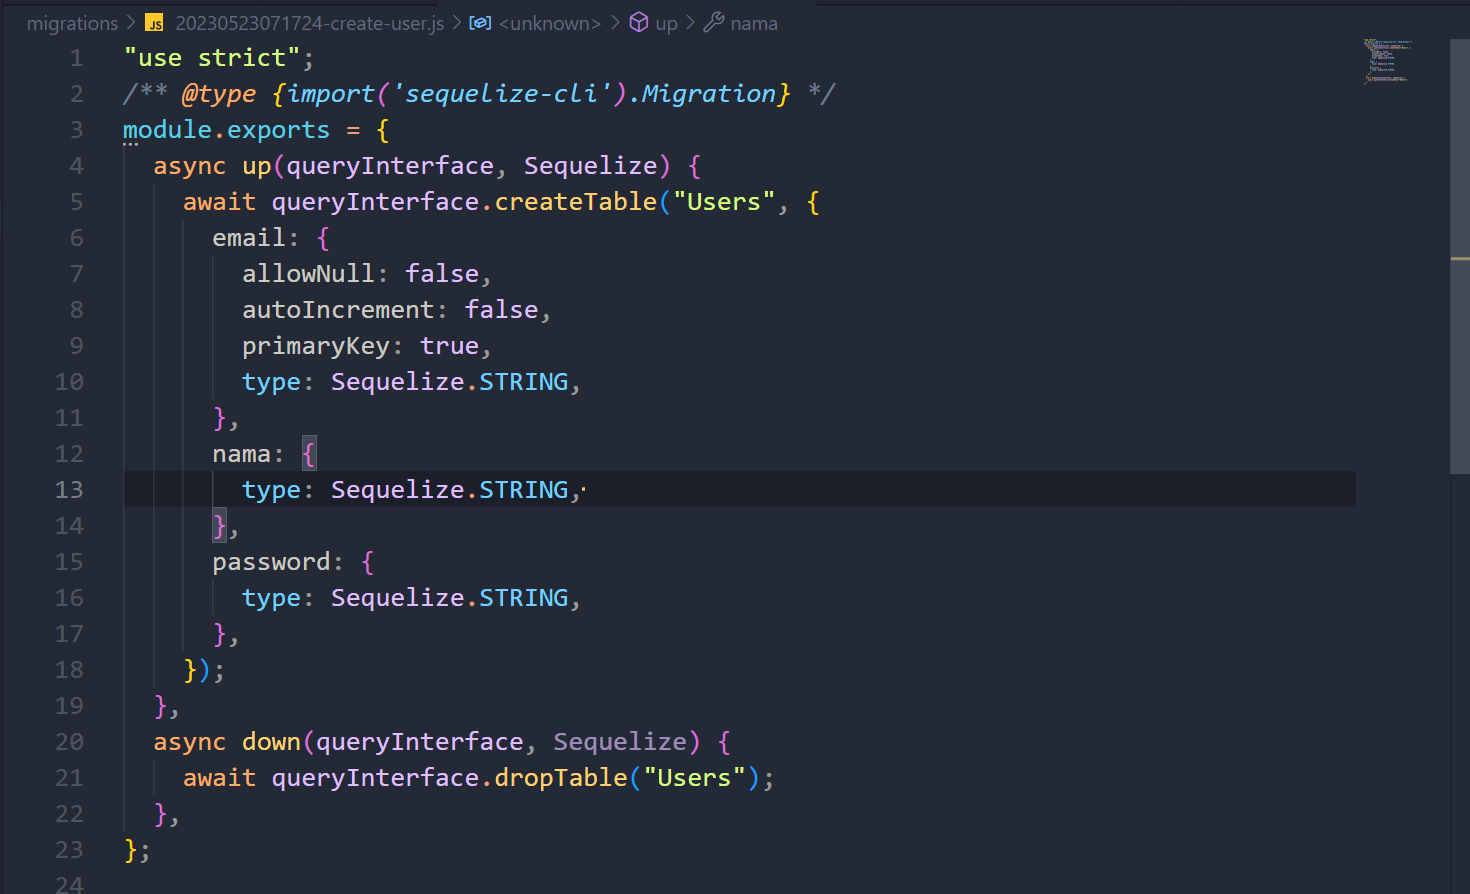 migrations > JS 20230523071724-create-user.js > <unknown> > up > nama
1 "use strict";
2 /** @type {import('sequelize-cli').Migration} */
3 module.exports = {
4 async up(queryInterface, Sequelize) {
5 await queryInterface.createTable("Users", {
6 email: {
7 allowNull: false,
8 autoIncrement: false,
9 primaryKey: true,
10 type: Sequelize.STRING,
11 },
12 nama: {
13 type: Sequelize.STRING,
14 },
15 password: {
16 type: Sequelize.STRING,
17 },
18 });
19 },
20 async down(queryInterface, Sequelize) {
21 await queryInterface.dropTable("Users");
22 },
23 };
24